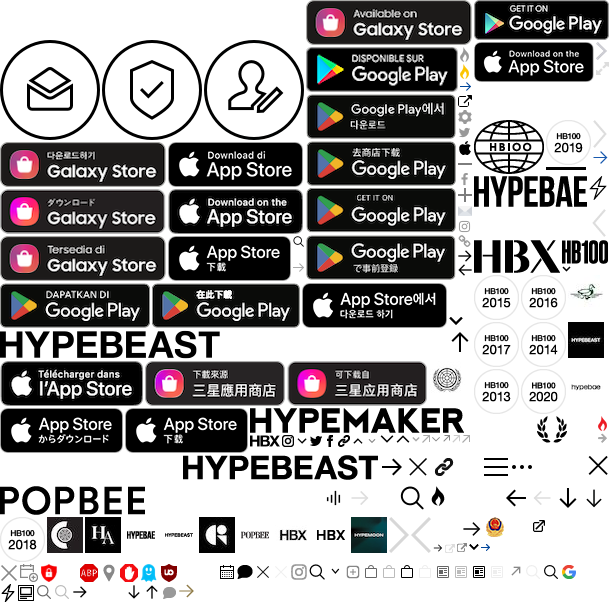 Available on
Galaxy Store
GET IT ON
Google Play
DISPONIBLE SUR
Google Play
Download on the
App Store
Google Play에서
다운로드
HB100
HB100
2019
다운로드하기
Galaxy Store
Download di
App Store
去商店下載
Google Play
HYPEBAE
ダウンロード
Galaxy Store
Download on the
App Store
GET IT ON
Google Play
Tersedia di
Galaxy Store
App Store
下載
Google Play
で事前登録
HBX
HB100
DAPATKAN DI
Google Play
在此下載
Google Play
App Store에서
다운로드 하기
HB100
2015
HB100
2016
HYPEBEAST
HB100
2017
HB100
2014
HYPEBEAST
Télécharger dans
l'App Store
下載來源
三星應用商店
可下载自
三星应用商店
HB100
2013
HB100
2020
hypebae
App Store
からダウンロード
App Store
下載
HYPEMAKER
HBX
HYPEBEAST
POPBEE
HB100
2018
HA
HYPEBAE
HYPEBEAST
POPBEE
HBX
HBX
HYPEMOON
ABP